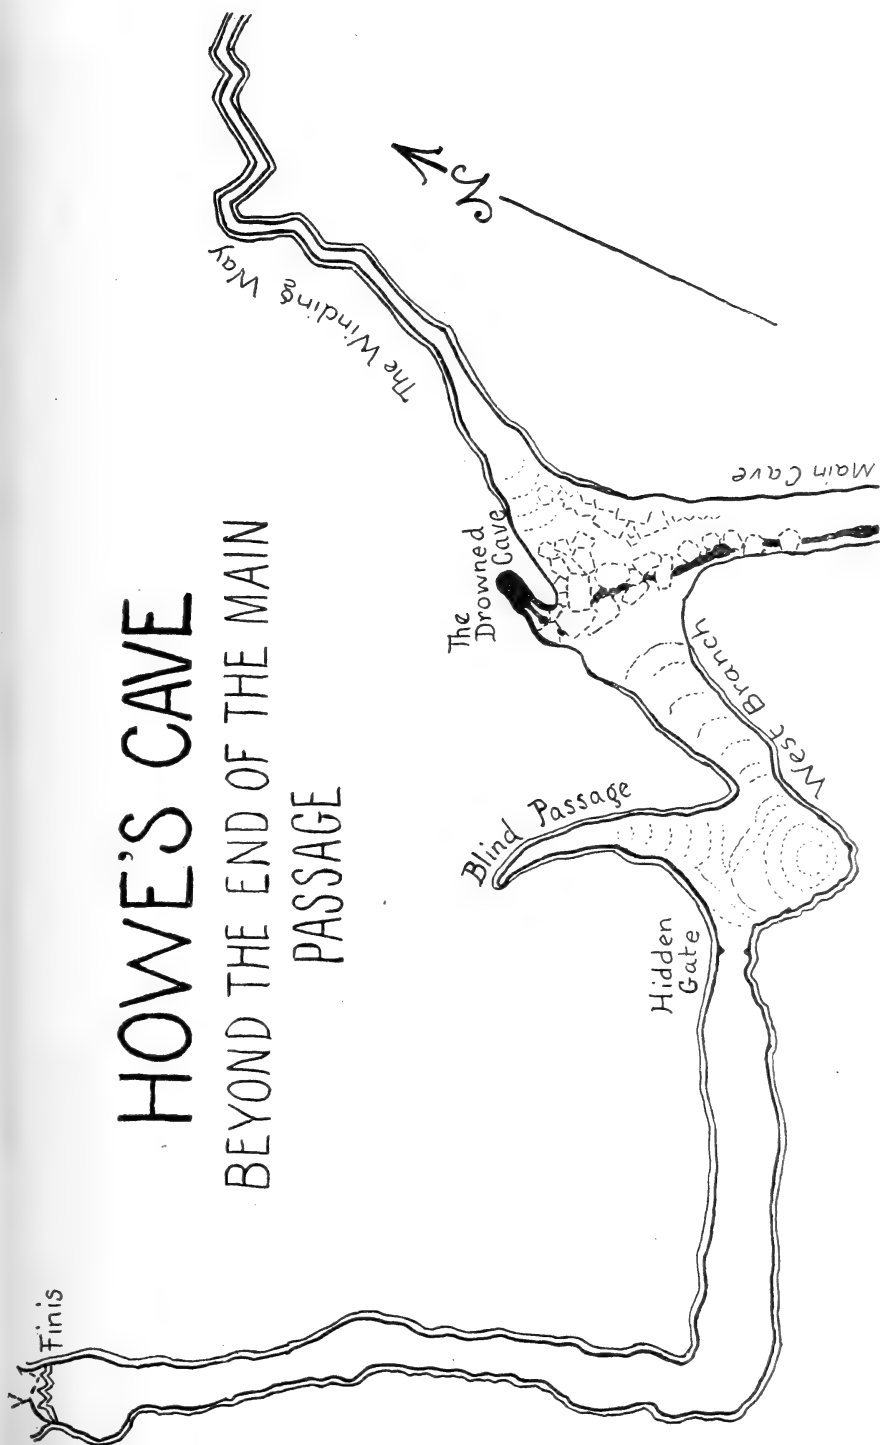 HOWE'S CAVE
BEYOND THE END OF THE MAIN
PASSAGE
Finis
Hidden
Gate
Blind Passage
West Branch
The
Drowned
Cave
Main Cave
The Winding Way
N